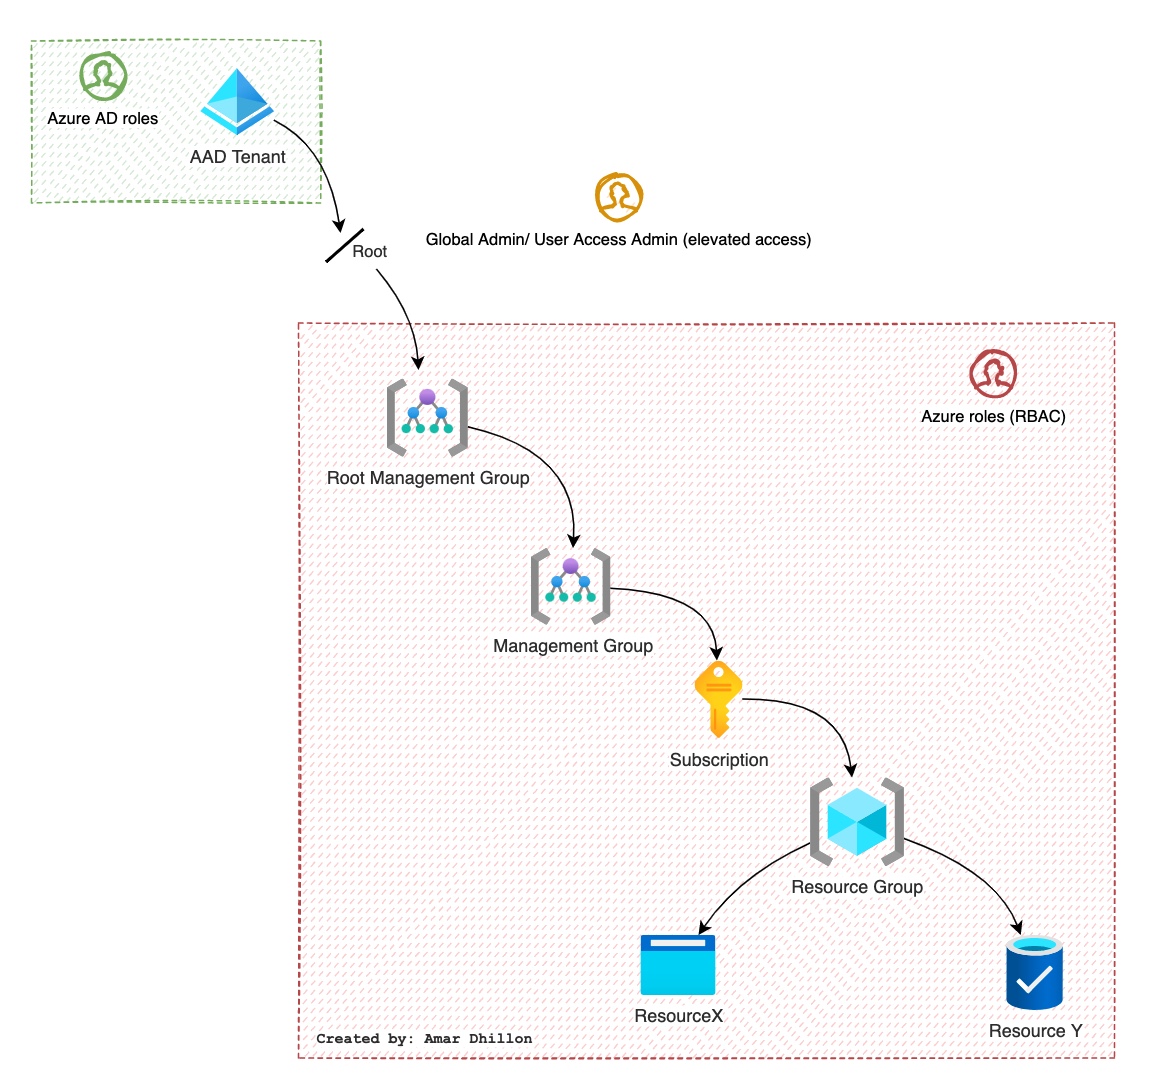 Azure AD roles
AAD Tenant
Root
Global Admin/ User Access Admin (elevated access)
Azure roles (RBAC)
Root Management Group
Management Group
Subscription
Resource Group
ResourceX
Resource Y
Created by: Amar Dhillon